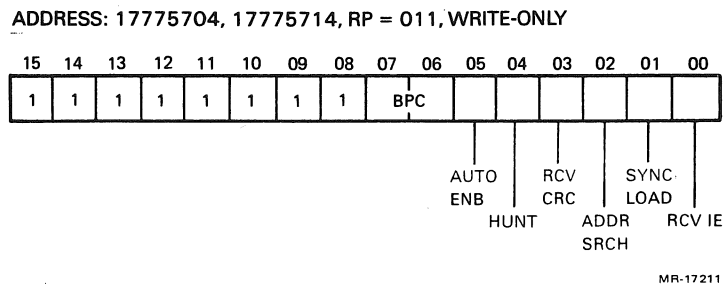 ADDRESS: 17775704, 17775714, RP = 011, WRITE-ONLY
15 14 13 12 11 10 09 08 07 06 05 04 03 02 01 00
1 1 1 1 1 1 1 1 BPC
AUTO RCV SYNC
ENB CRC LOAD
HUNT ADDR RCV IE
SRCH
MR-17211